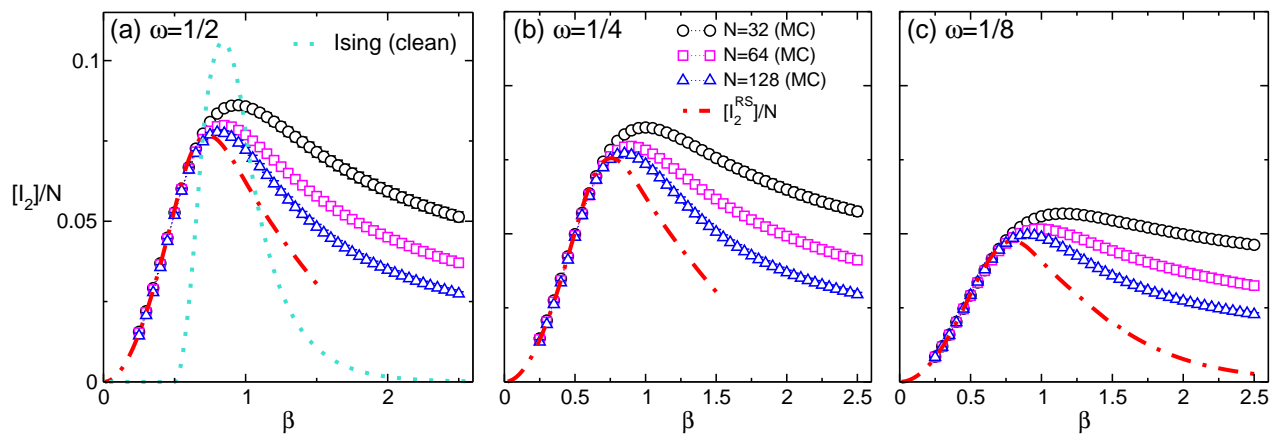 (a) ω=1/2
Ising (clean)
0.1
0.05
0
[I₂]/N
0 1 2
β
(b) ω=1/4
N=32 (MC)
N=64 (MC)
N=128 (MC)
[I₂ᴿˢ]/N
0 0.5 1 1.5 2 2.5
β
(c) ω=1/8
0 0.5 1 1.5 2 2.5
β